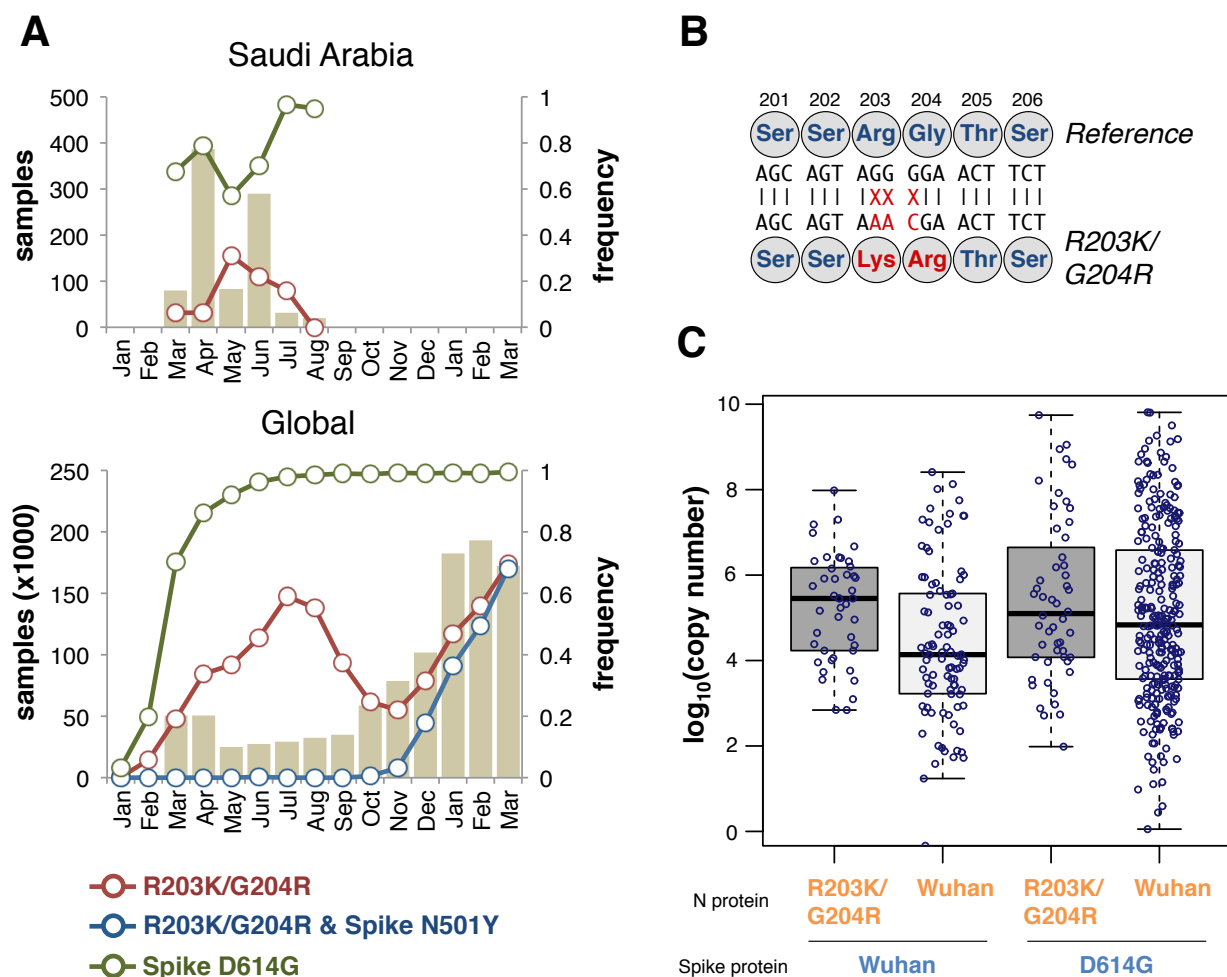 A
Saudi Arabia
samples
500
400
300
200
100
0
1
0.8
0.6
0.4
0.2
0
frequency
Jan Feb Mar Apr May Jun Jul Aug Sep Oct Nov Dec Jan Feb Mar
Global
samples (x1000)
250
200
150
100
50
0
1
0.8
0.6
0.4
0.2
0
frequency
Jan Feb Mar Apr May Jun Jul Aug Sep Oct Nov Dec Jan Feb Mar
R203K/G204R
R203K/G204R & Spike N501Y
Spike D614G
B
201 202 203 204 205 206
Ser Ser Arg Gly Thr Ser Reference
AGC AGT AGG GGA ACT TCT
||| ||| |XX X|| ||| |||
AGC AGT AAA CGA ACT TCT
Ser Ser Lys Arg Thr Ser R203K/
G204R
C
log10(copy number)
10
8
6
4
2
0
N protein R203K/ Wuhan R203K/ Wuhan
G204R G204R
Spike protein Wuhan D614G